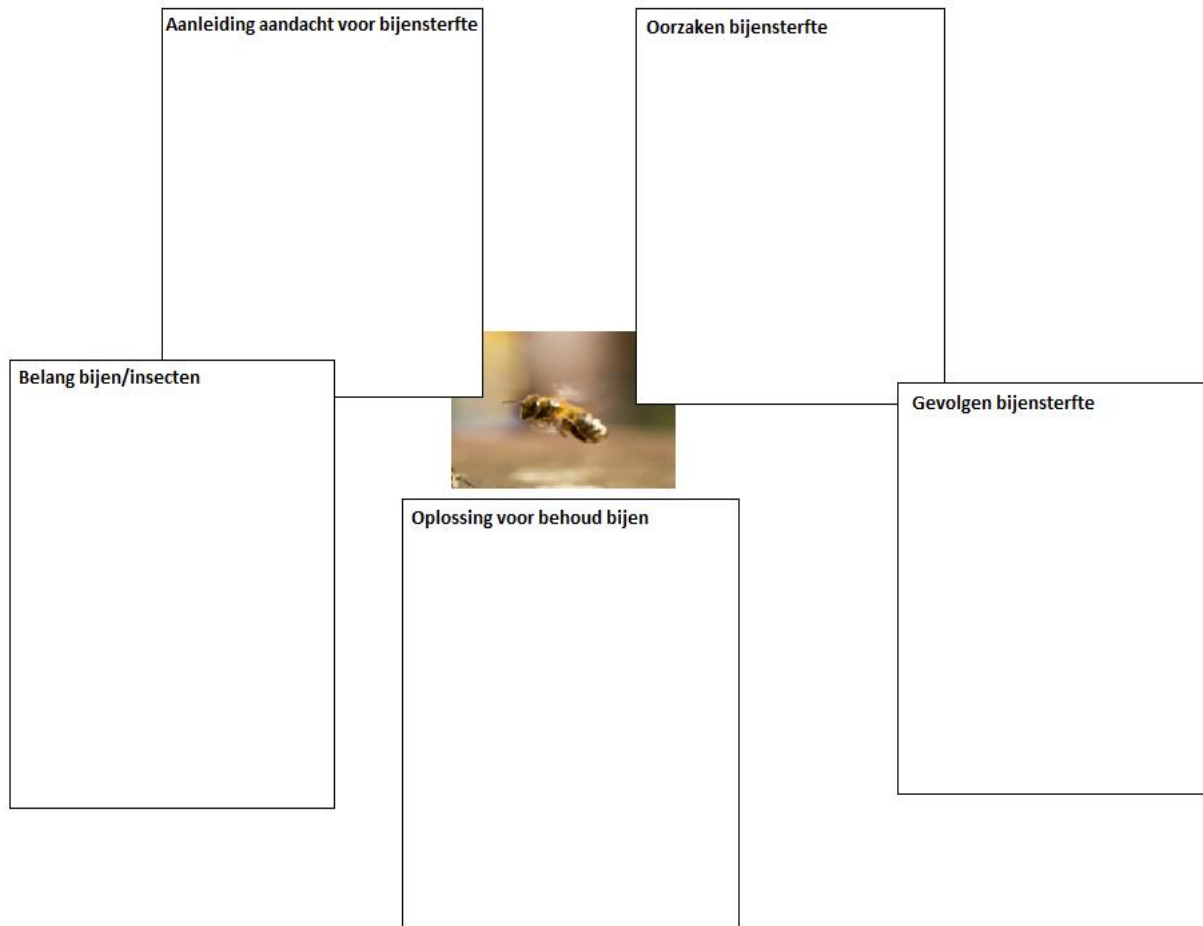 Aanleiding aandacht voor bijensterfte
Oorzaken bijensterfte
Belang bijen/insecten
Gevolgen bijensterfte
Oplossing voor behoud bijen